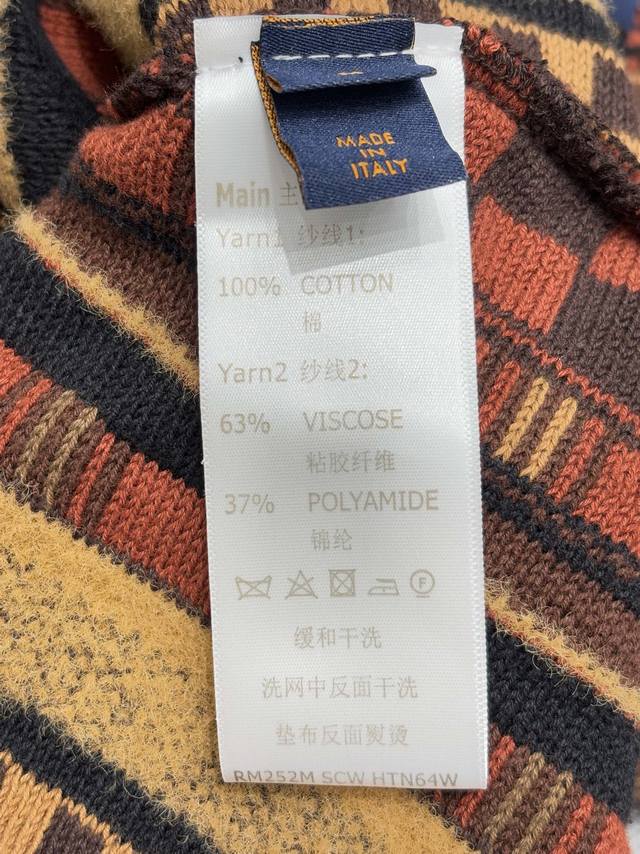 MADE
IN
ITALY
Main 主
Yarn1 纱线1:
100% COTTON
棉
Yarn2 纱线2:
63% VISCOSE
粘胶纤维
37% POLYAMIDE
锦纶
F
缓和干洗
洗网中反面干洗
垫布反面熨烫
RM252M SCW HTN64W